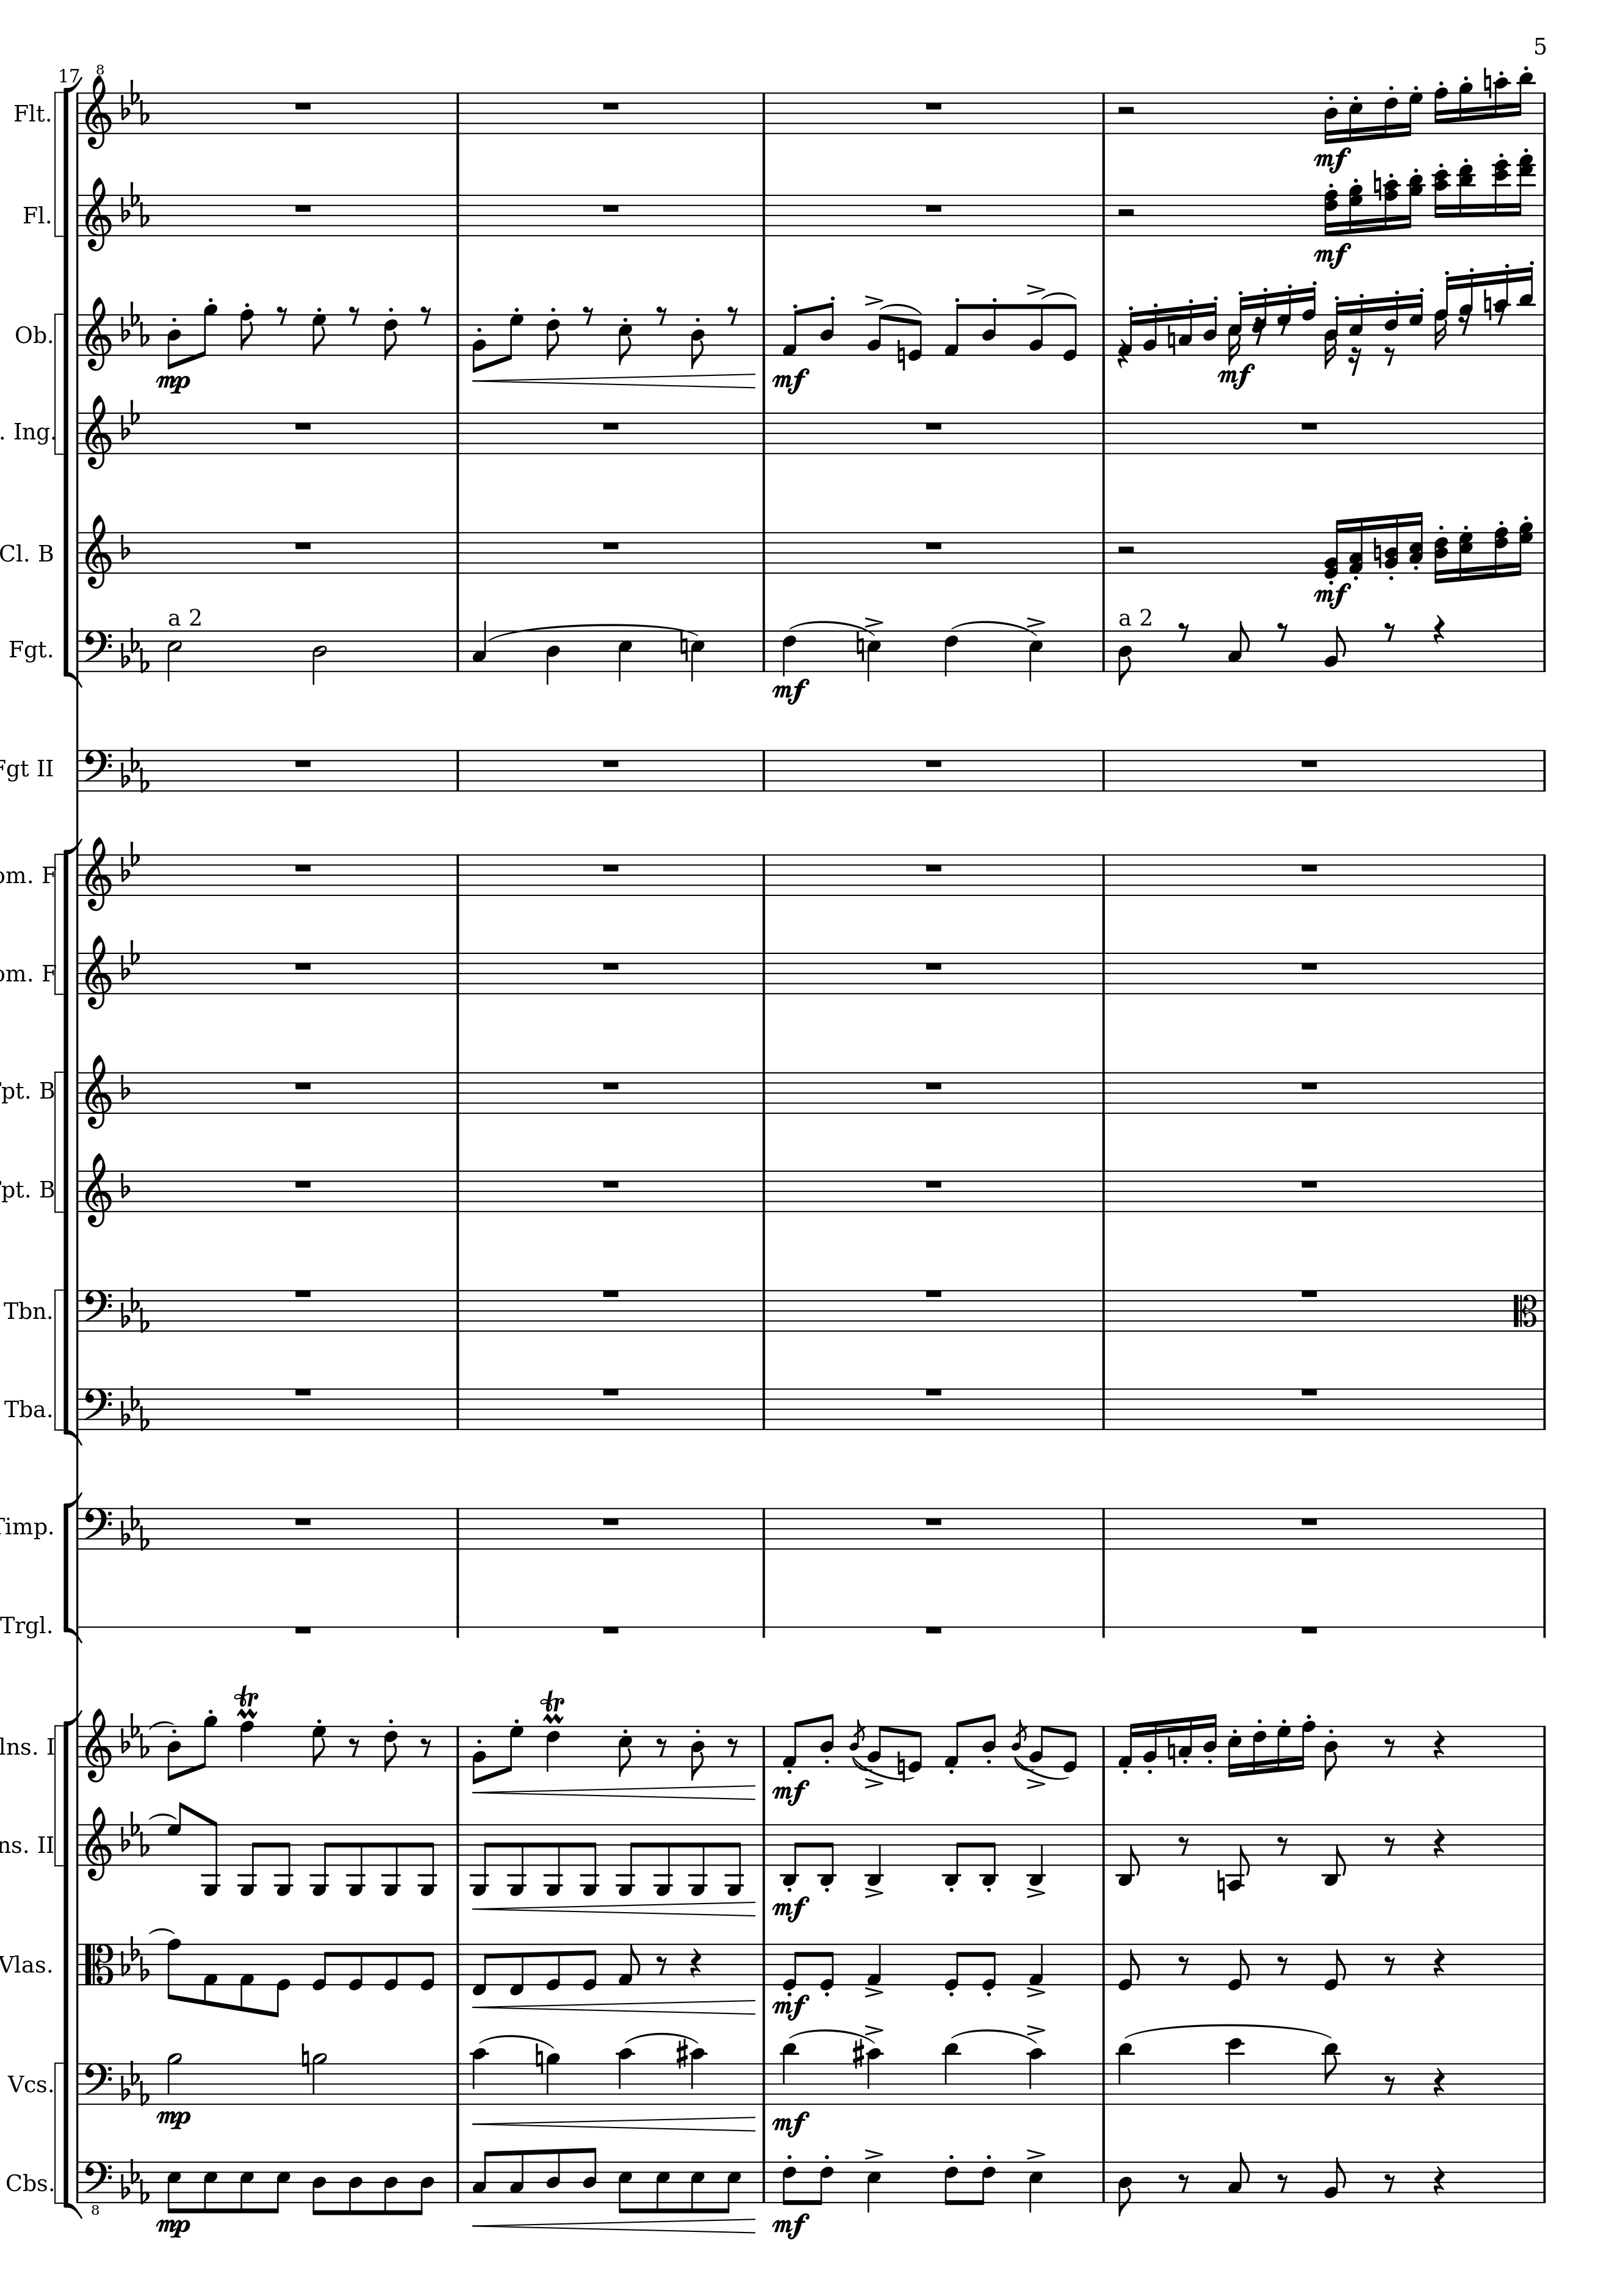 5
17
8
Flt.
mf
Fl.
mf
Ob.
mp
mf
mf
. Ing.
Cl. B
mf
a 2
a 2
Fgt.
mf
Fgt II
om. F
om. F
Tpt. B
Tpt. B
Tbn.
Tba.
Timp.
Trgl.
tr
tr
lns. I
mf
ns. II
mf
Vlas.
mf
Vcs.
mp
mf
Cbs.
8
mp
mf